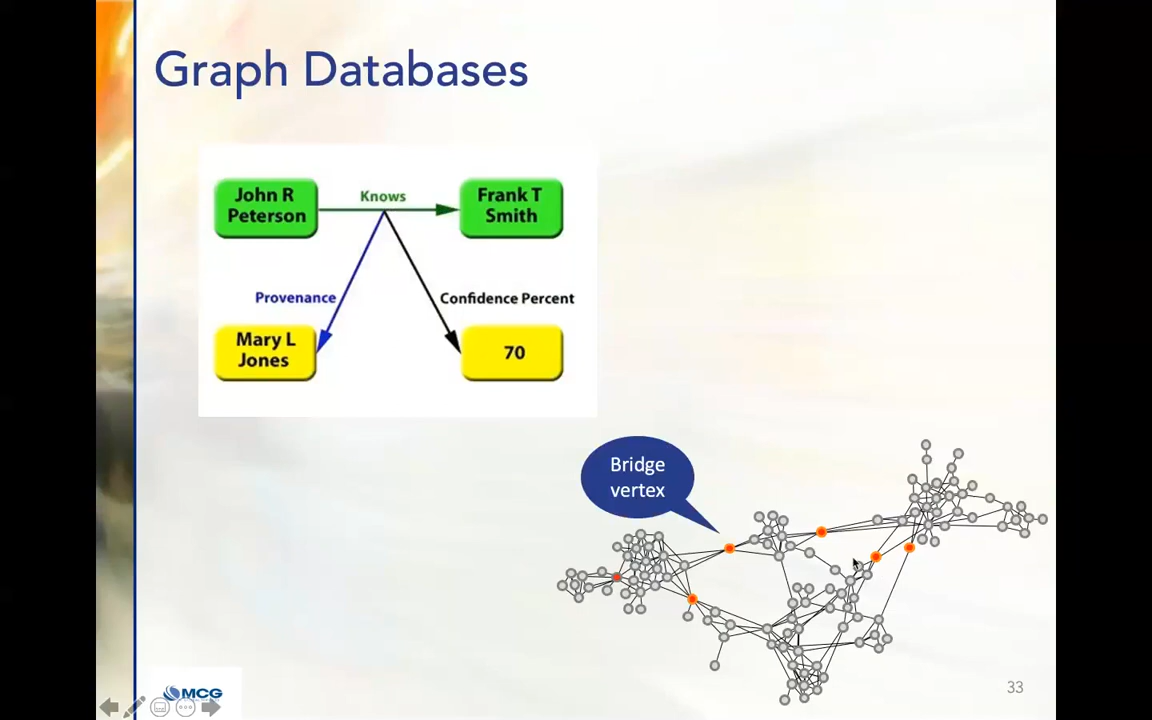 Graph Databases
John R
Peterson
Knows
Frank T
Smith
Provenance
Confidence Percent
Mary L
Jones
70
Bridge
vertex
MCG
33